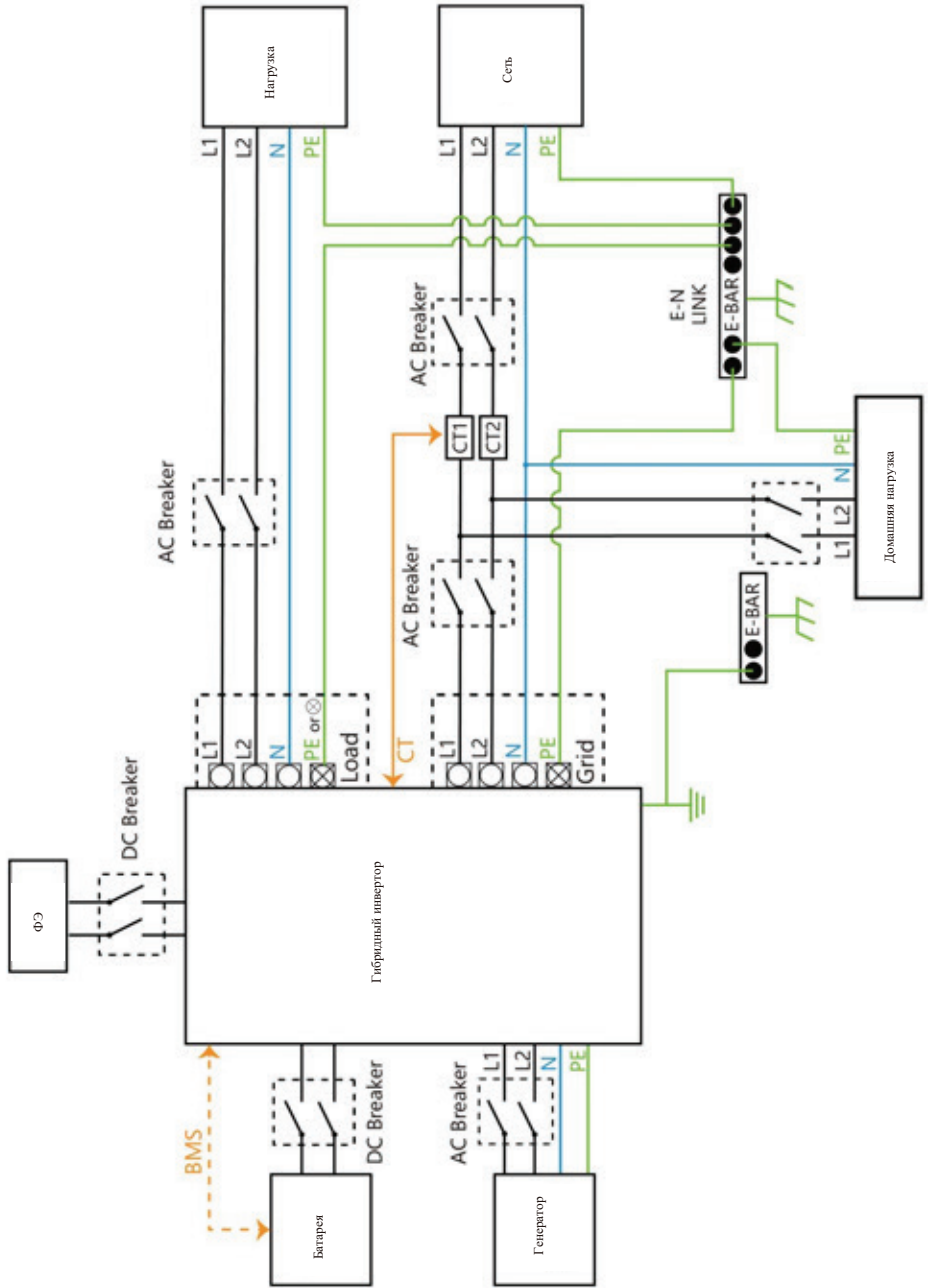 ФЭ
DC Breaker
Нагрузка
L1
L2
N
PE
AC Breaker
L1
L2
N
PE or ⊗
Load
BMS
Батарея
DC Breaker
Гибридный инвертор
CT
Сеть
L1
L2
N
PE
AC Breaker
CT1
CT2
AC Breaker
L1
L2
N
PE
Grid
Генератор
AC Breaker
L1
L2
N
PE
E-N
LINK
E-BAR
E-BAR
L1
L2
N
PE
Домашняя нагрузка